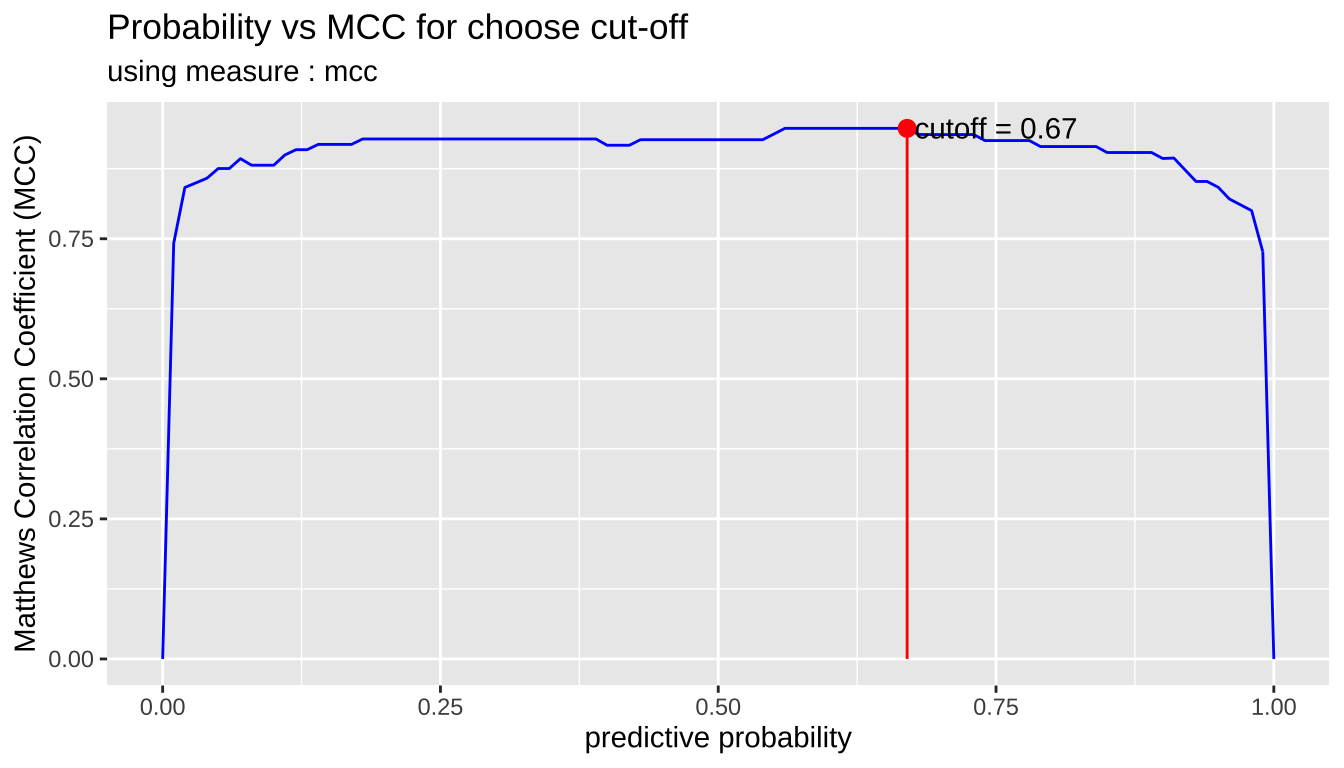 Probability vs MCC for choose cut-off
using measure : mcc
cutoff = 0.67
Matthews Correlation Coefficient (MCC)
0.75
0.50
0.25
0.00
0.00 0.25 0.50 0.75 1.00
predictive probability